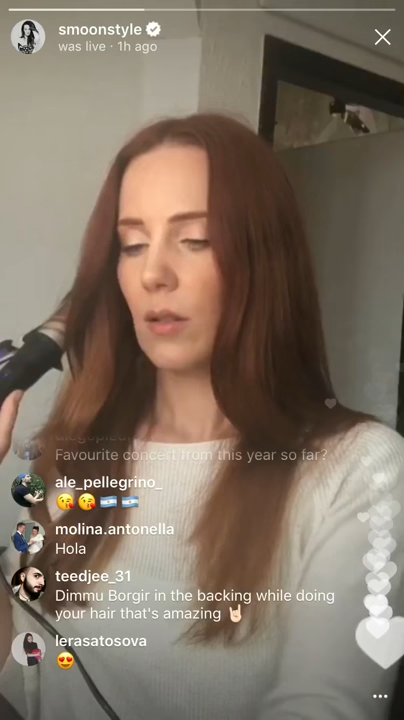 smoonstyle
was live · 1h ago
Favourite concert from this year so far?
ale_pellegrino_
😘😘🇦🇷🇦🇷
molina.antonella
Hola
teedjee_31
Dimmu Borgir in the backing while doing
your hair that's amazing 🤘🏻
lerasatosova
😍